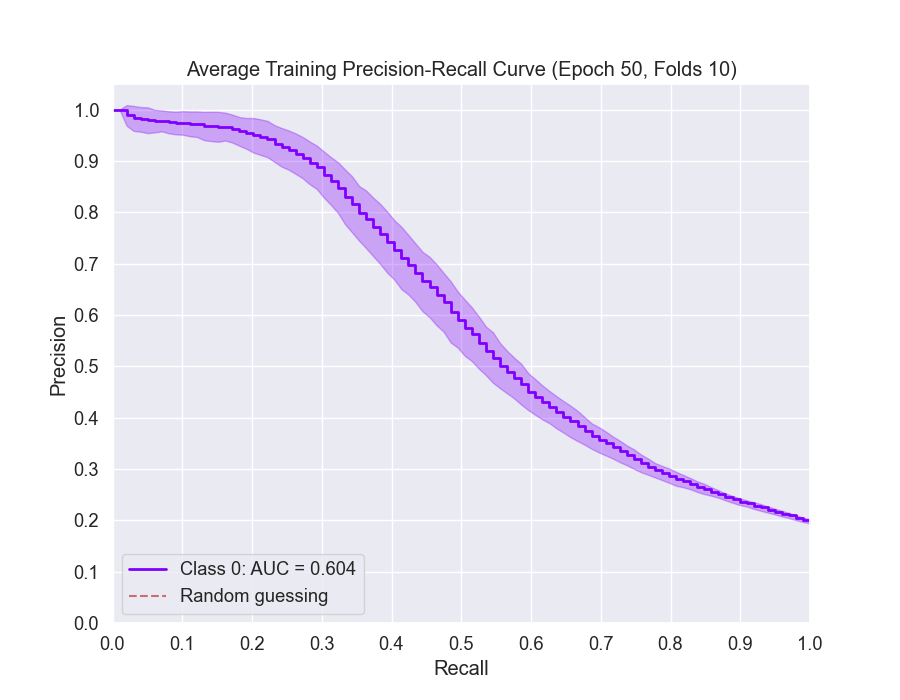 Average Training Precision-Recall Curve (Epoch 50, Folds 10)
1.0
0.9
0.8
0.7
0.6
0.5
0.4
0.3
0.2
0.1
0.0
Precision
Class 0: AUC = 0.604
Random guessing
0.0 0.1 0.2 0.3 0.4 0.5 0.6 0.7 0.8 0.9 1.0
Recall